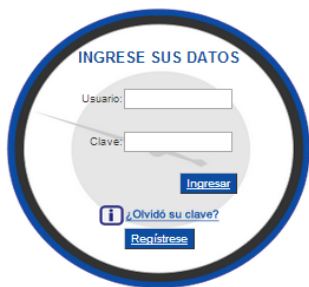 INGRESE SUS DATOS
Usuario:
Clave:
Ingresar
i ¿Olvidó su clave?
Regístrese